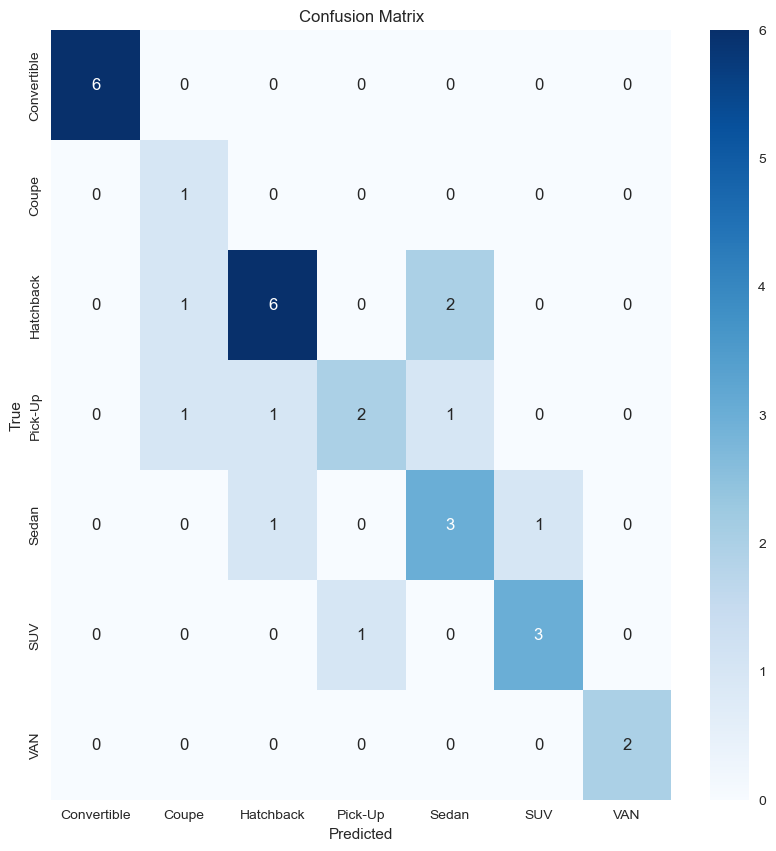 Confusion Matrix
Convertible 6 0 0 0 0 0 0
Coupe 0 1 0 0 0 0 0
Hatchback 0 1 6 0 2 0 0
Pick-Up 0 1 1 2 1 0 0
Sedan 0 0 1 0 3 1 0
SUV 0 0 0 1 0 3 0
VAN 0 0 0 0 0 0 2
True
Convertible Coupe Hatchback Pick-Up Sedan SUV VAN
Predicted
6
5
4
3
2
1
0